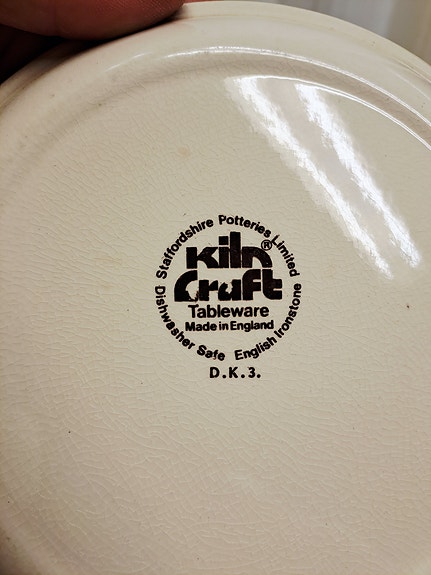 Staffordshire Potteries Limited
Kiln®
Craft
Tableware
Made in England
Dishwasher Safe English Ironstone
D.K.3.